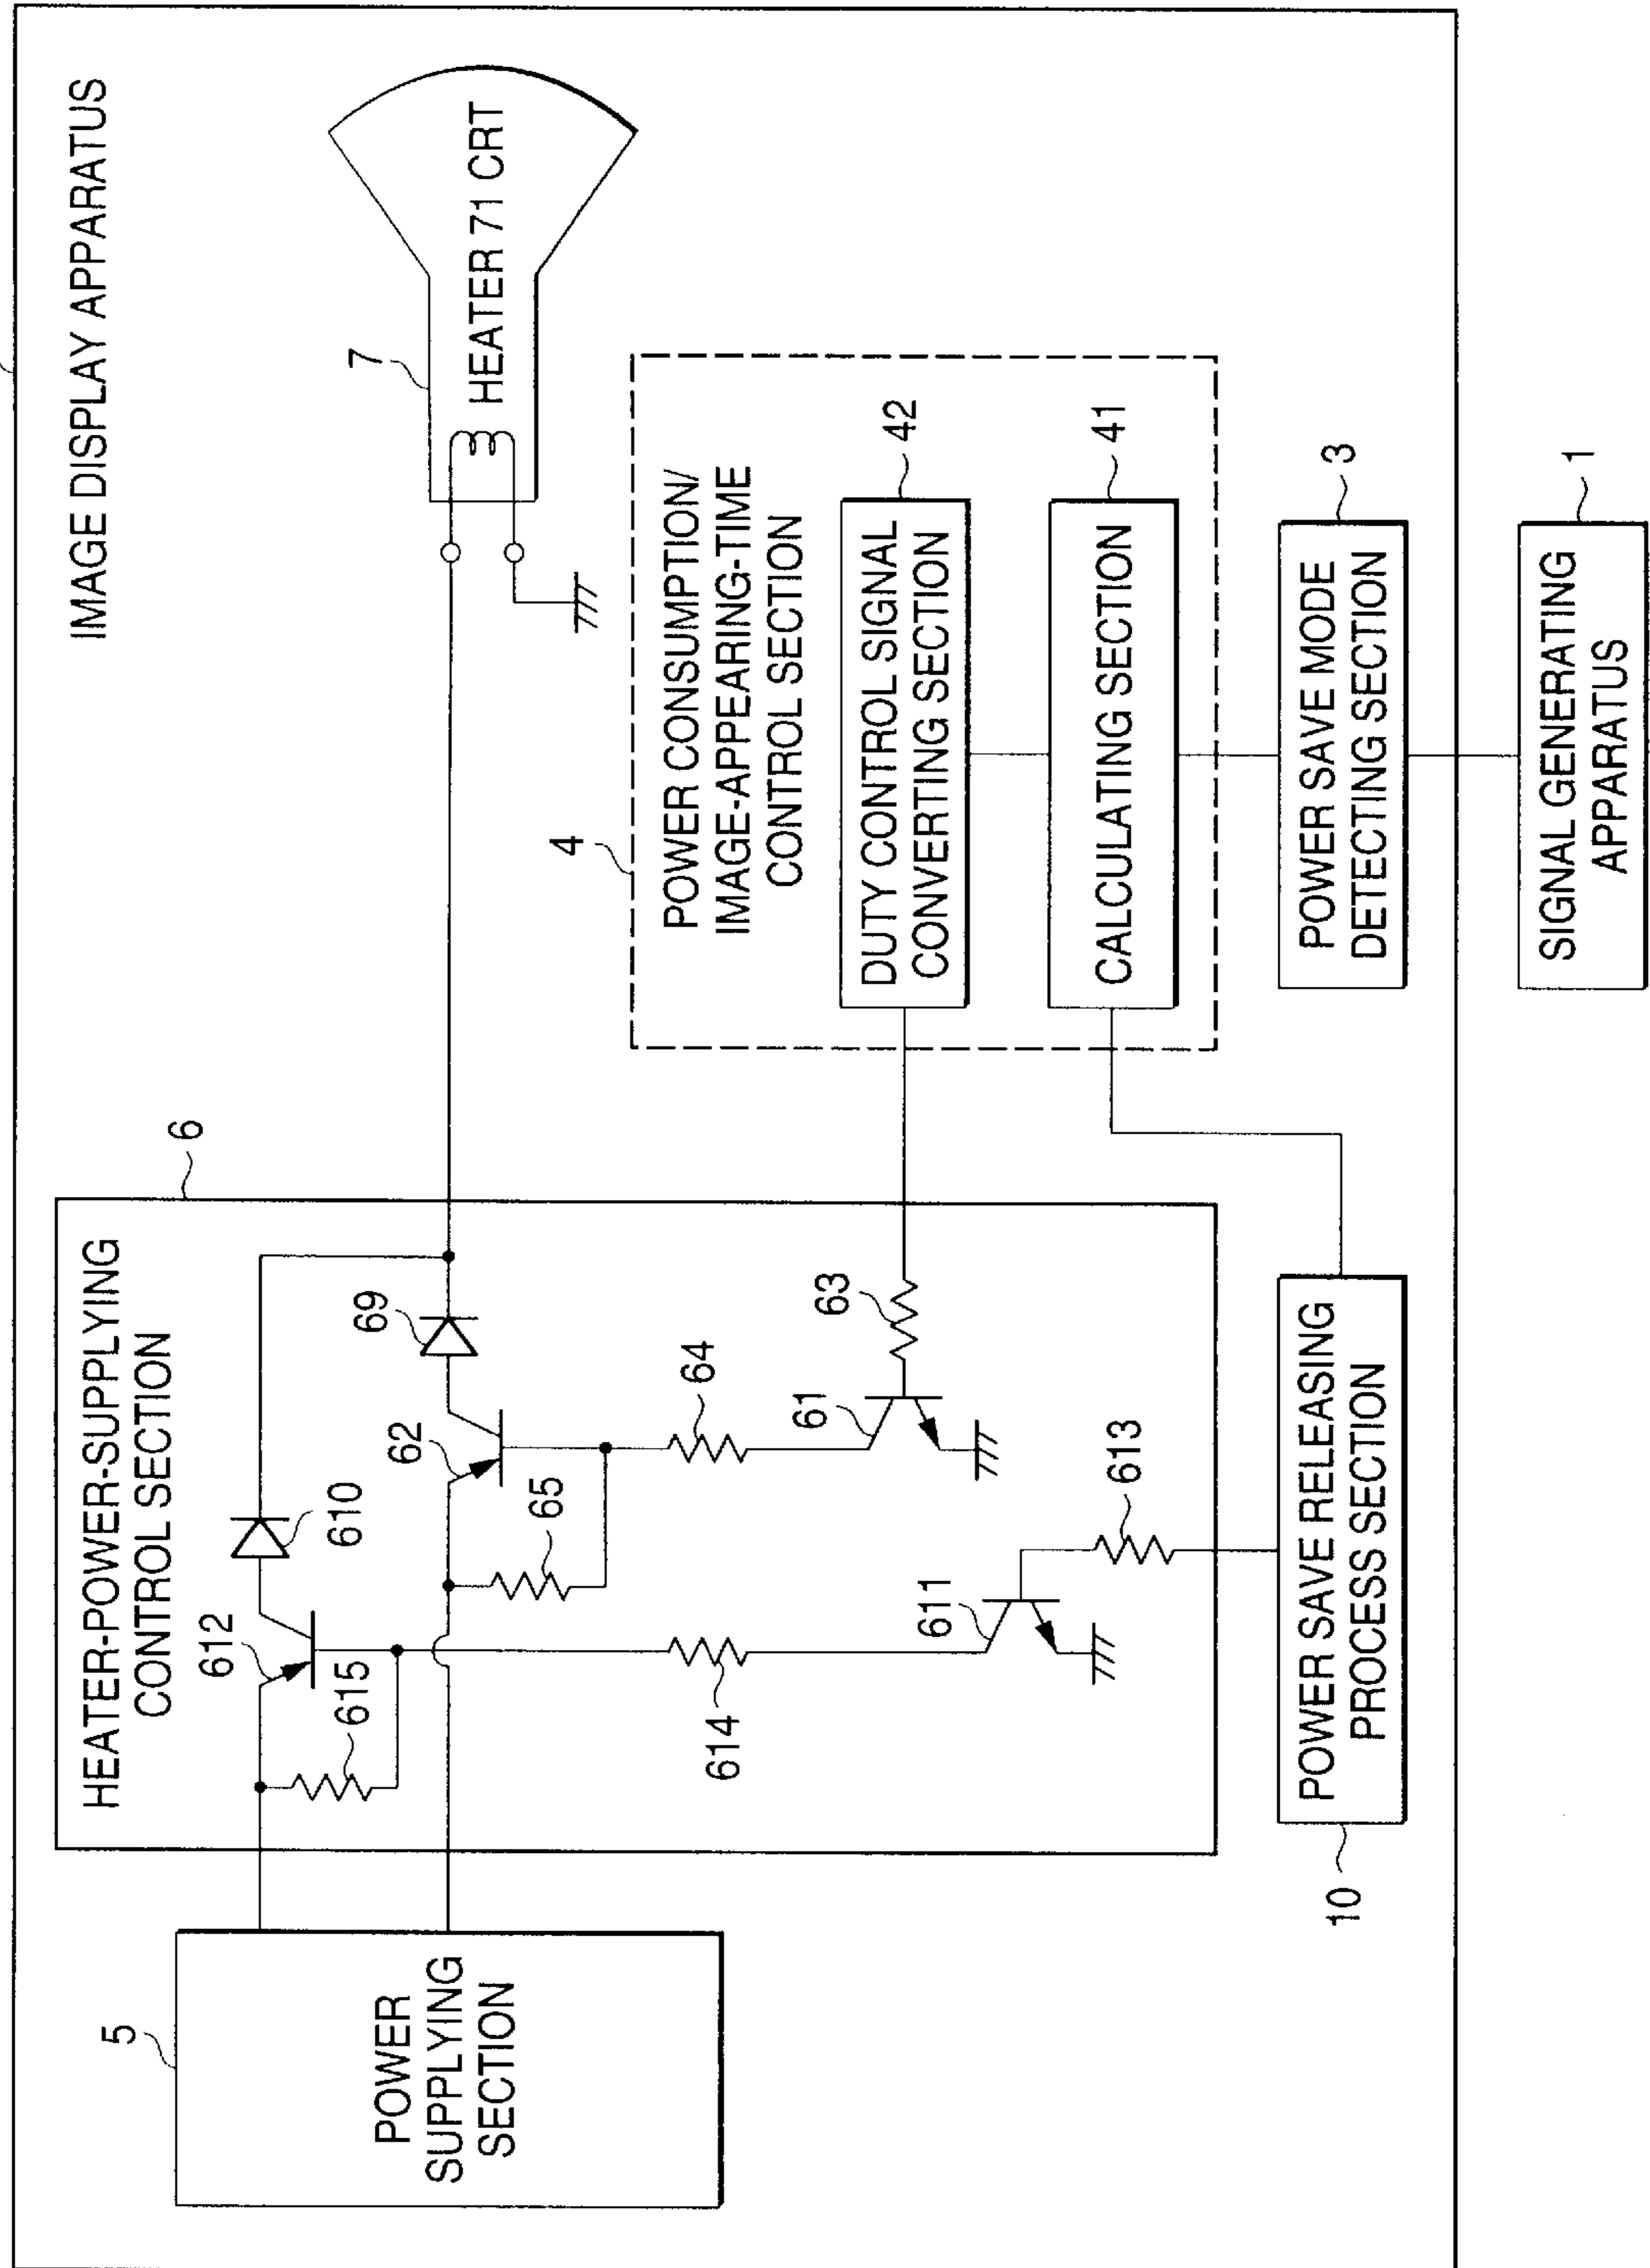 IMAGE DISPLAY APPARATUS
5
POWER
SUPPLYING
SECTION
HEATER-POWER-SUPPLYING
CONTROL SECTION
6
612
610
615
69
62
65
64
614
61
63
611
613
7
HEATER 71 CRT
4
POWER CONSUMPTION/
IMAGE-APPEARING-TIME
CONTROL SECTION
DUTY CONTROL SIGNAL
CONVERTING SECTION
42
CALCULATING SECTION
41
10
POWER SAVE RELEASING
PROCESS SECTION
POWER SAVE MODE
DETECTING SECTION
3
SIGNAL GENERATING
APPARATUS
1